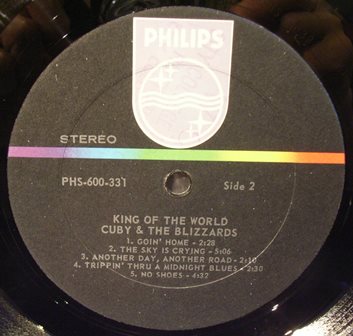 PHILIPS
STEREO
PHS-600-331 Side 2
KING OF THE WORLD
CUBY & THE BLIZZARDS
1. GOIN' HOME - 2:28
2. THE SKY IS CRYING - 5:06
3. ANOTHER DAY, ANOTHER ROAD - 2:10
4. TRIPPIN' THRU A MIDNIGHT BLUES - 2:30
5. NO SHOES - 4:32